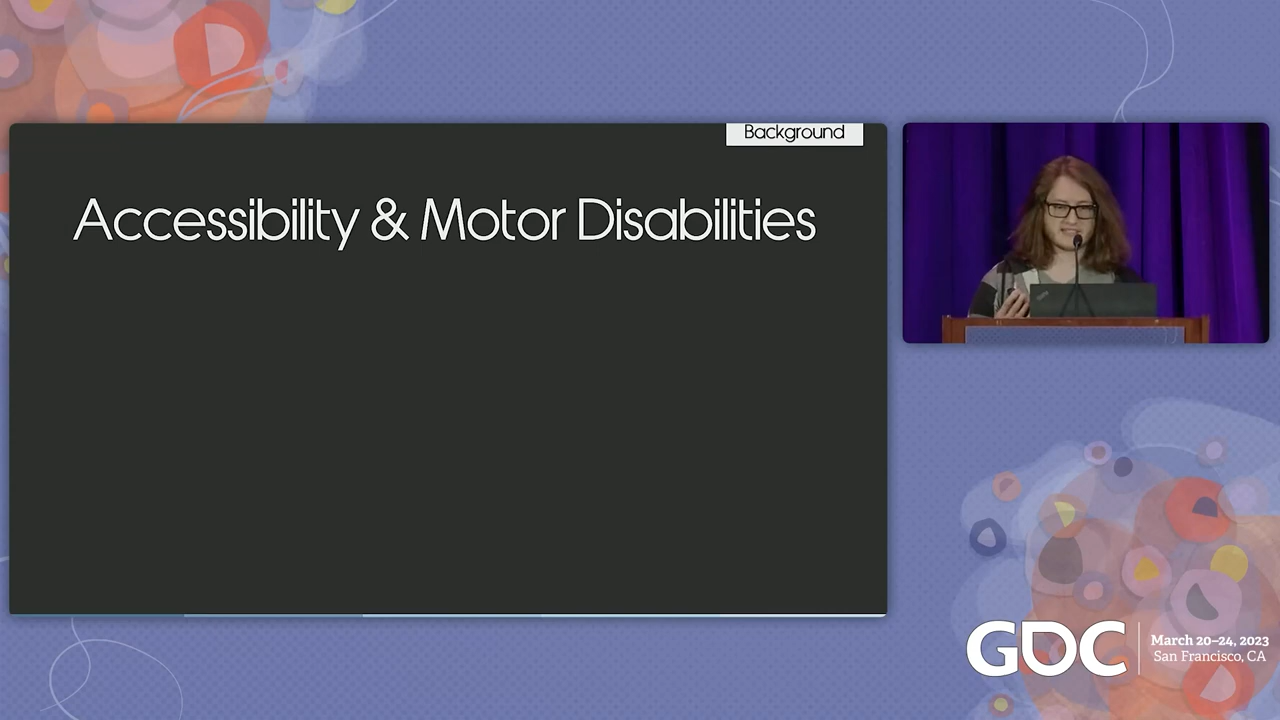 Background
Accessibility & Motor Disabilities
GDC
March 20–24, 2023
San Francisco, CA